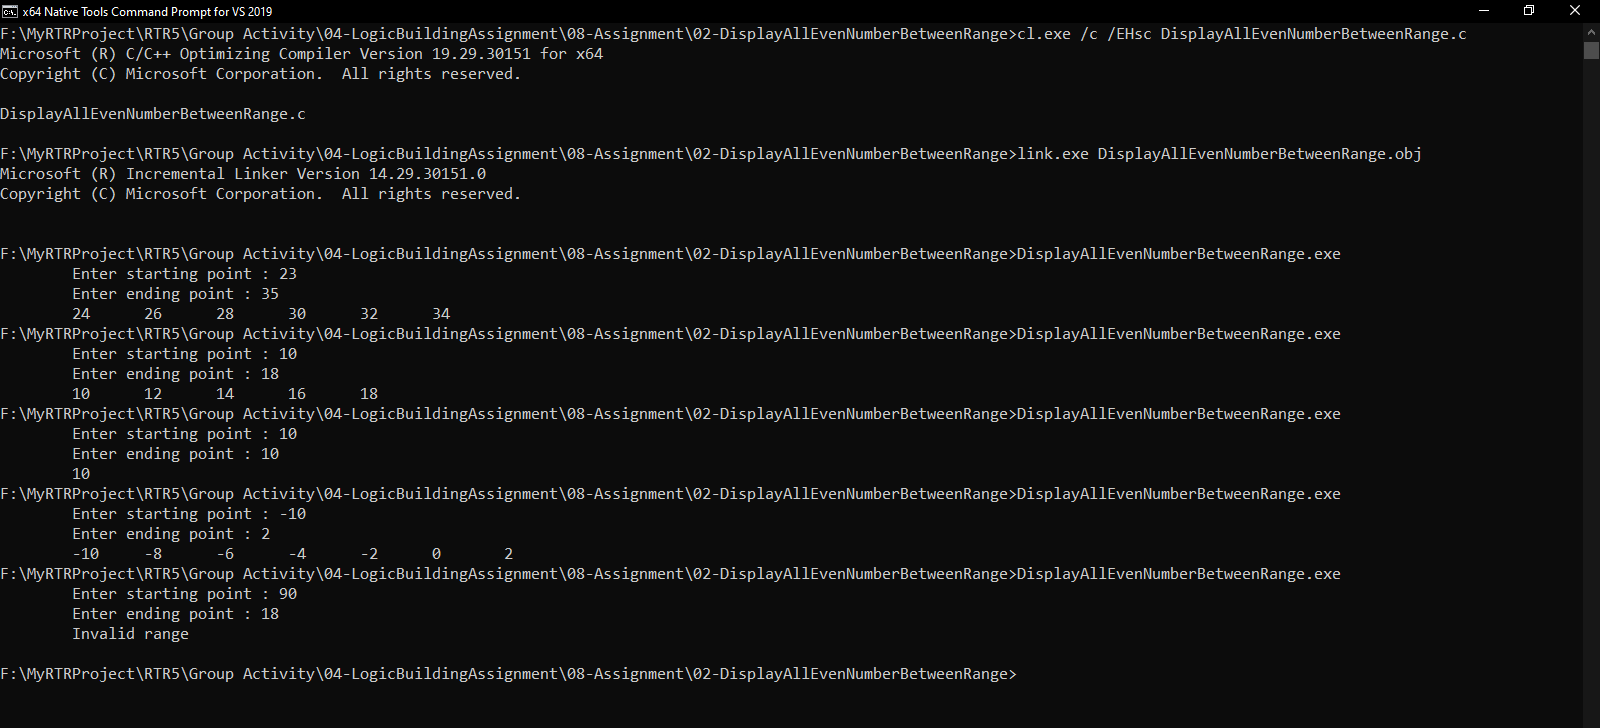 x64 Native Tools Command Prompt for VS 2019
F:\MyRTRProject\RTR5\Group Activity\04-LogicBuildingAssignment\08-Assignment\02-DisplayAllEvenNumberBetweenRange>cl.exe /c /EHsc DisplayAllEvenNumberBetweenRange.c
Microsoft (R) C/C++ Optimizing Compiler Version 19.29.30151 for x64
Copyright (C) Microsoft Corporation.  All rights reserved.
DisplayAllEvenNumberBetweenRange.c
F:\MyRTRProject\RTR5\Group Activity\04-LogicBuildingAssignment\08-Assignment\02-DisplayAllEvenNumberBetweenRange>link.exe DisplayAllEvenNumberBetweenRange.obj
Microsoft (R) Incremental Linker Version 14.29.30151.0
Copyright (C) Microsoft Corporation.  All rights reserved.
F:\MyRTRProject\RTR5\Group Activity\04-LogicBuildingAssignment\08-Assignment\02-DisplayAllEvenNumberBetweenRange>DisplayAllEvenNumberBetweenRange.exe
Enter starting point : 23
Enter ending point : 35
24 26 28 30 32 34
F:\MyRTRProject\RTR5\Group Activity\04-LogicBuildingAssignment\08-Assignment\02-DisplayAllEvenNumberBetweenRange>DisplayAllEvenNumberBetweenRange.exe
Enter starting point : 10
Enter ending point : 18
10 12 14 16 18
F:\MyRTRProject\RTR5\Group Activity\04-LogicBuildingAssignment\08-Assignment\02-DisplayAllEvenNumberBetweenRange>DisplayAllEvenNumberBetweenRange.exe
Enter starting point : 10
Enter ending point : 10
10
F:\MyRTRProject\RTR5\Group Activity\04-LogicBuildingAssignment\08-Assignment\02-DisplayAllEvenNumberBetweenRange>DisplayAllEvenNumberBetweenRange.exe
Enter starting point : -10
Enter ending point : 2
-10 -8 -6 -4 -2 0 2
F:\MyRTRProject\RTR5\Group Activity\04-LogicBuildingAssignment\08-Assignment\02-DisplayAllEvenNumberBetweenRange>DisplayAllEvenNumberBetweenRange.exe
Enter starting point : 90
Enter ending point : 18
Invalid range
F:\MyRTRProject\RTR5\Group Activity\04-LogicBuildingAssignment\08-Assignment\02-DisplayAllEvenNumberBetweenRange>